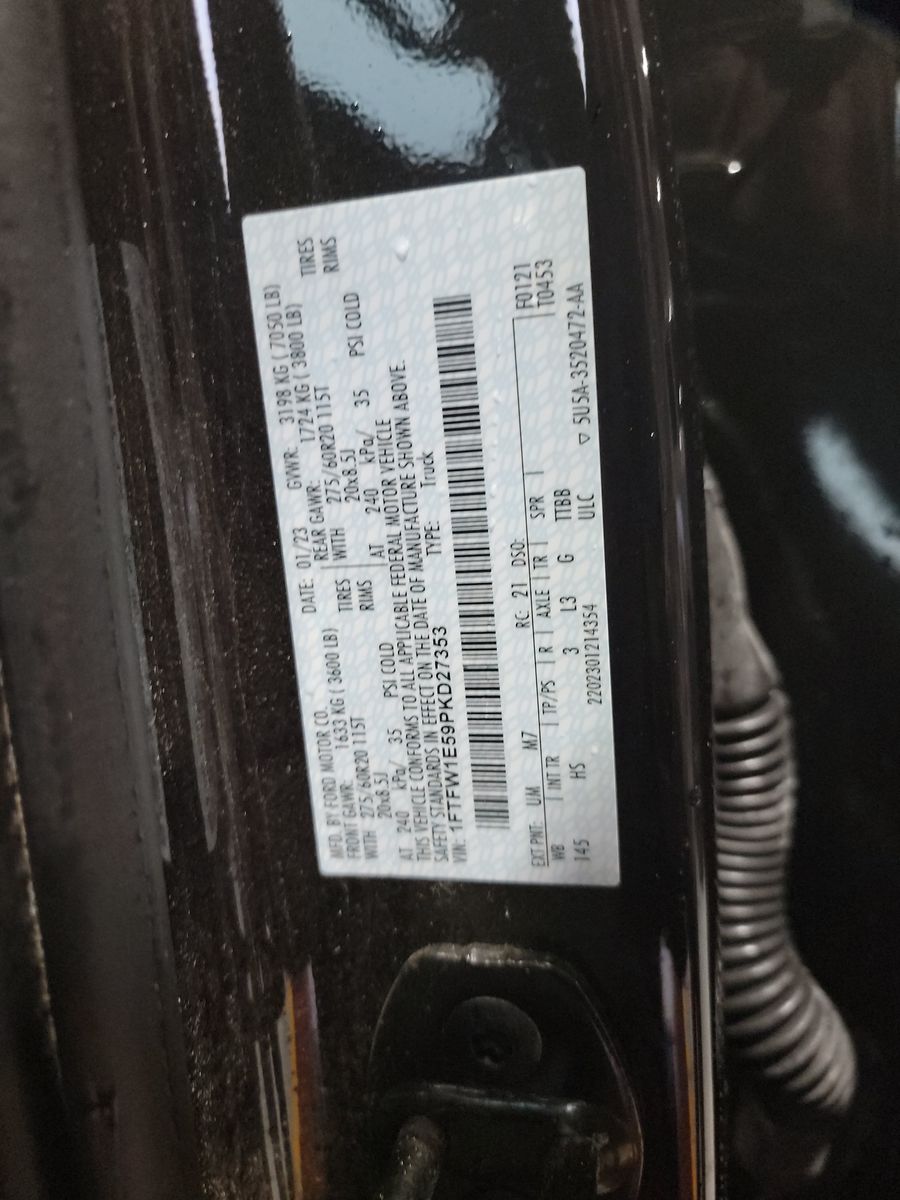 MFD. BY FORD MOTOR CO. DATE: 01/23 GVWR: 3198 KG ( 7050 LB)
FRONT GAWR: 1633 KG ( 3600 LB) REAR GAWR: 1724 KG ( 3800 LB)
WITH 275/60R20 115T TIRES WITH 275/60R20 115T TIRES
20x8.5J RIMS 20x8.5J RIMS
AT 240 kPa/ 35 PSI COLD AT 240 kPa/ 35 PSI COLD
THIS VEHICLE CONFORMS TO ALL APPLICABLE FEDERAL MOTOR VEHICLE
SAFETY STANDARDS IN EFFECT ON THE DATE OF MANUFACTURE SHOWN ABOVE.
VIN: 1FTFW1E59PKD27353 TYPE: Truck
EXT PNT: UM M7 RC: 21 DSO: F0121
WB INT TR TP/PS R AXLE TR SPR T0453
145 HS 3 L3 G TTBB
2202301214354 ULC ▽ 5U5A-3520472-AA